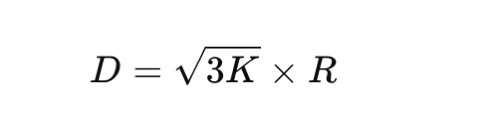 D = √3K × R